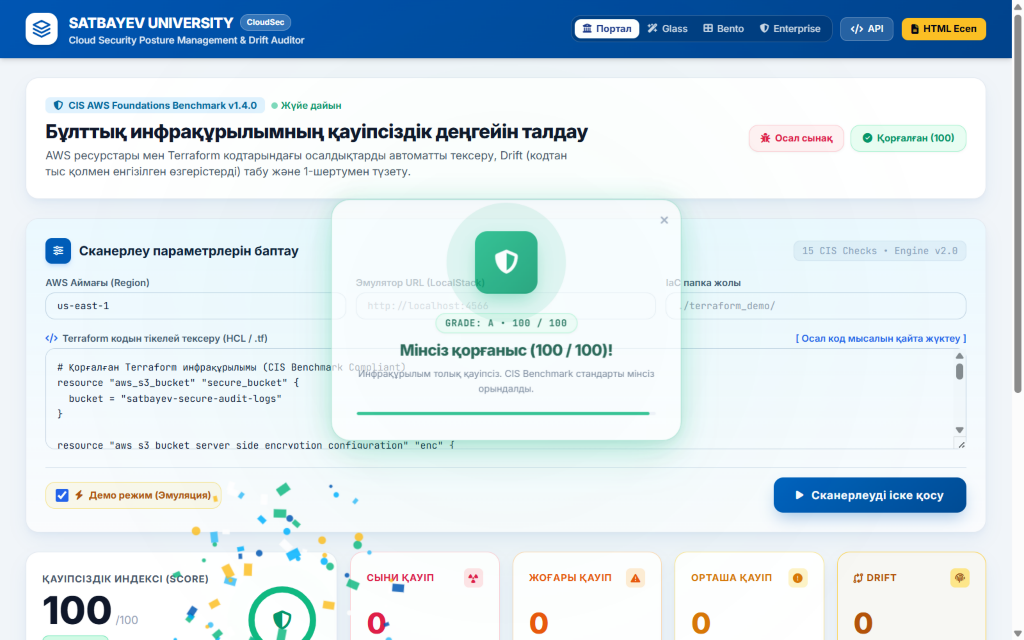 SATBAYEV UNIVERSITY CloudSec
Cloud Security Posture Management & Drift Auditor
Портал Glass Bento Enterprise </> API HTML Есеп
CIS AWS Foundations Benchmark v1.4.0 Жүйе дайын
Бұлттық инфрақұрылымның қауіпсіздік деңгейін талдау
AWS ресурстары мен Terraform кодтарындағы осалдықтарды автоматты тексеру, Drift (кодтан
тыс қолмен енгізілген өзгерістерді) табу және 1-шертумен түзету.
Осал сынақ Қорғалған (100)
Сканерлеу параметрлерін баптау
15 CIS Checks • Engine v2.0
AWS Аймағы (Region) Эмулятор URL (LocalStack) IaC папка жолы
us-east-1 http://localhost:4566 ./terraform_demo/
</> Terraform кодын тікелей тексеру (HCL / .tf) [ Осал код мысалын қайта жүктеу ]
# Қорғалған Terraform инфрақұрылымы (CIS Benchmark Compliant)
resource "aws_s3_bucket" "secure_bucket" {
bucket = "satbayev-secure-audit-logs"
}
resource "aws_s3_bucket_server_side_encryption_configuration" "enc" {
×
GRADE: A • 100 / 100
Мінсіз қорғаныс (100 / 100)!
Инфрақұрылым толық қауіпсіз. CIS Benchmark стандарты мінсіз
орындалды.
Демо режим (Эмуляция)
Сканерлеуді іске қосу
ҚАУІПСІЗДІК ИНДЕКСІ (SCORE)
100 /100
СЫНИ ҚАУІП
0
ЖОҒАРЫ ҚАУІП
0
ОРТАША ҚАУІП
0
DRIFT
0